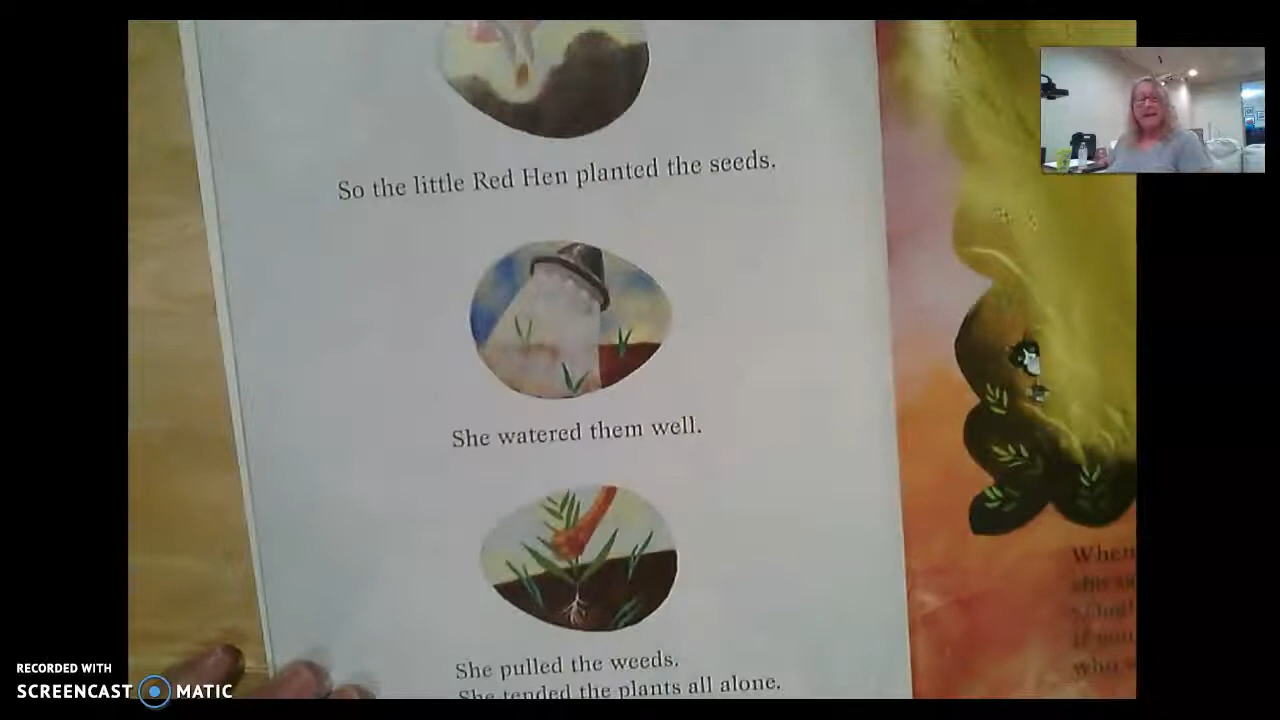 So the little Red Hen planted the seeds.
She watered them well.
She pulled the weeds.
She tended the plants all alone.
When
RECORDED WITH
SCREENCAST MATIC